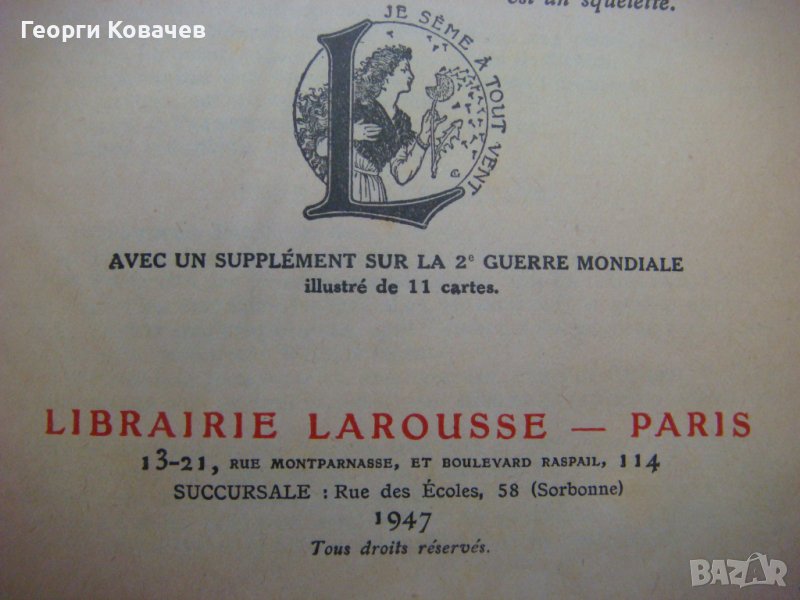 Георги Ковачев
est un squelette.
JE SÈME À TOUT VENT
L
AVEC UN SUPPLÉMENT SUR LA 2e GUERRE MONDIALE
illustré de 11 cartes.
LIBRAIRIE LAROUSSE — PARIS
13-21, RUE MONTPARNASSE, ET BOULEVARD RASPAIL, 114
SUCCURSALE : Rue des Écoles, 58 (Sorbonne)
1947
Tous droits réservés.
BAZAR